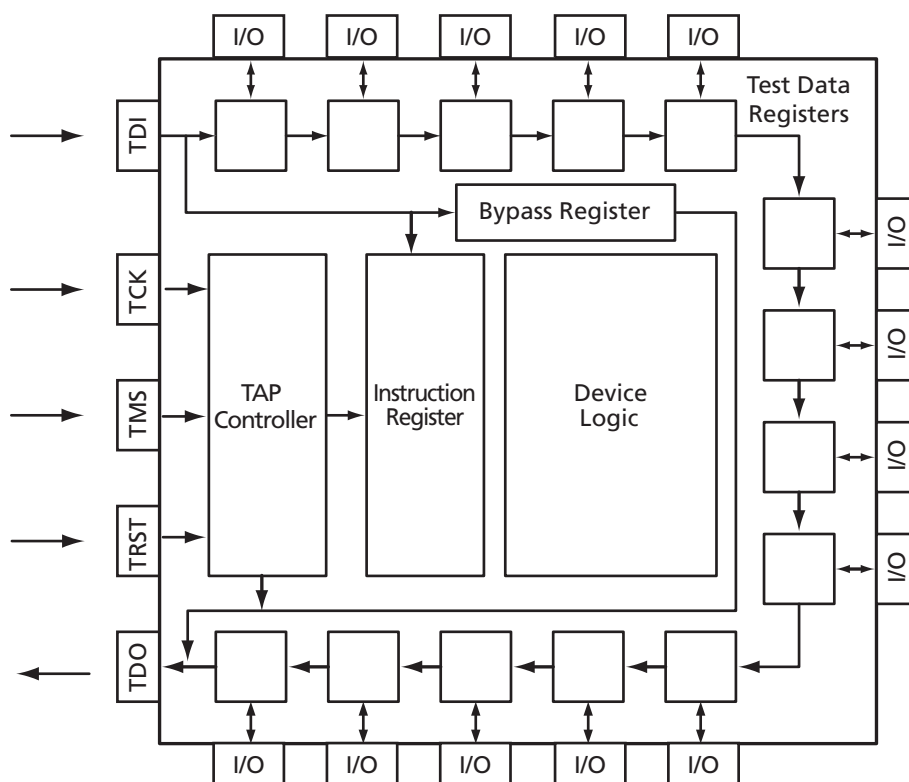 I/O I/O I/O I/O I/O
Test Data
Registers
TDI
Bypass Register
I/O
TCK
I/O
TMS
TAP
Controller
Instruction
Register
Device
Logic
I/O
TRST
I/O
TDO
I/O I/O I/O I/O I/O